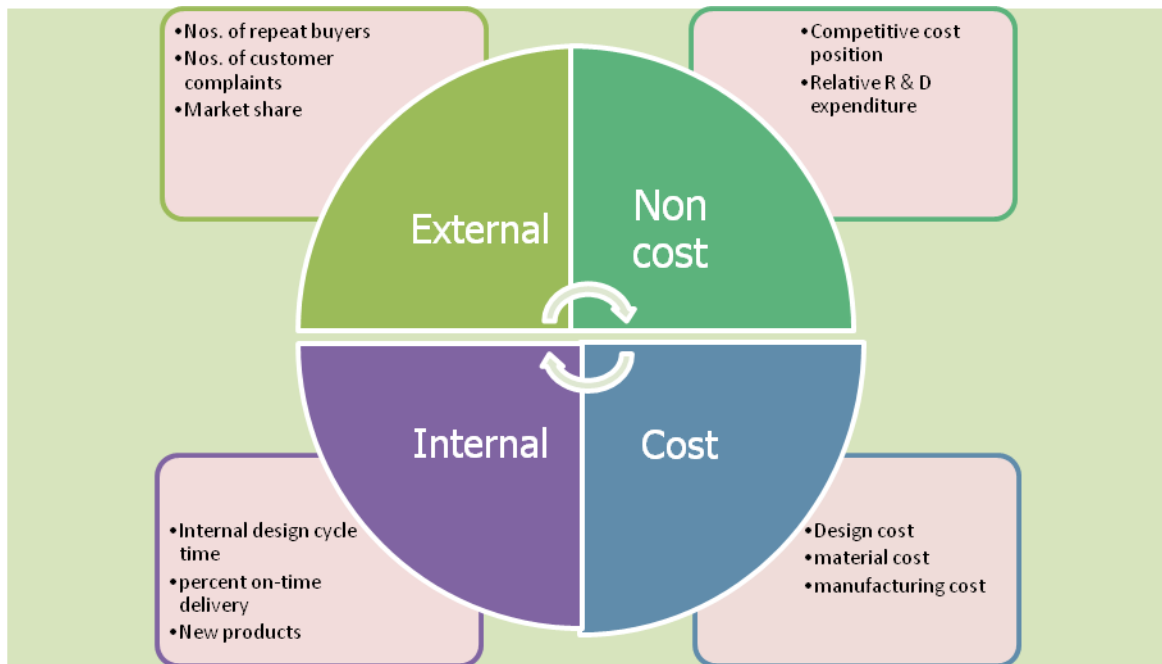 •Nos. of repeat buyers
•Nos. of customer
complaints
•Market share
•Competitive cost
position
•Relative R & D
expenditure
External
Non
cost
Internal
Cost
•Internal design cycle
time
•percent on-time
delivery
•New products
•Design cost
•material cost
•manufacturing cost